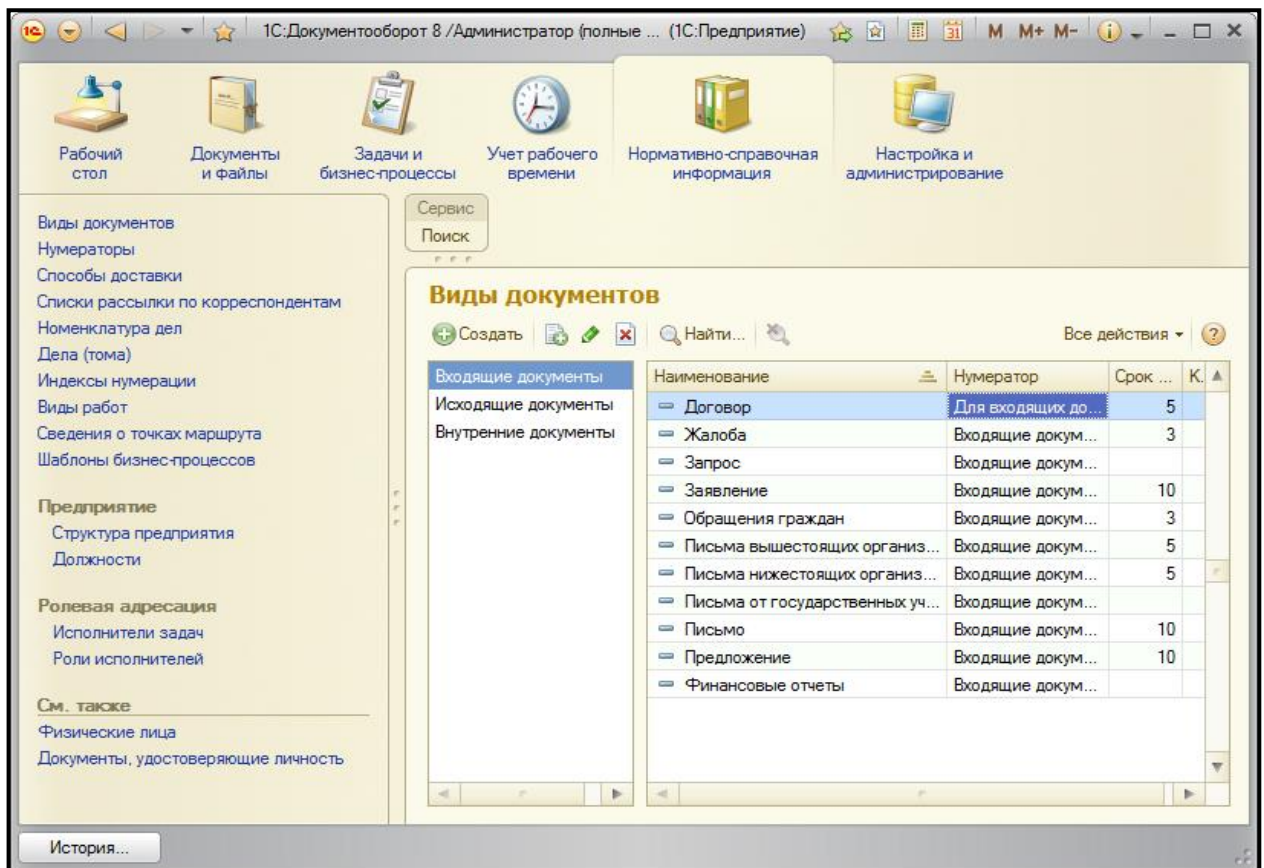 1С:Документооборот 8 /Администратор (полные ... (1С:Предприятие)
31 M M+ M-
Рабочий стол
Документы и файлы
Задачи и бизнес-процессы
Учет рабочего времени
Нормативно-справочная информация
Настройка и администрирование
Виды документов
Нумераторы
Способы доставки
Списки рассылки по корреспондентам
Номенклатура дел
Дела (тома)
Индексы нумерации
Виды работ
Сведения о точках маршрута
Шаблоны бизнес-процессов
Предприятие
Структура предприятия
Должности
Ролевая адресация
Исполнители задач
Роли исполнителей
См. также
Физические лица
Документы, удостоверяющие личность
Сервис
Поиск
Виды документов
Создать Найти... Все действия ?
Входящие документы
Исходящие документы
Внутренние документы
Наименование Нумератор Срок ... К.
Договор Для входящих до... 5
Жалоба Входящие докум... 3
Запрос Входящие докум...
Заявление Входящие докум... 10
Обращения граждан Входящие докум... 3
Письма вышестоящих организ... Входящие докум... 5
Письма нижестоящих организ... Входящие докум... 5
Письма от государственных уч... Входящие докум...
Письмо Входящие докум... 10
Предложение Входящие докум... 10
Финансовые отчеты Входящие докум...
История...